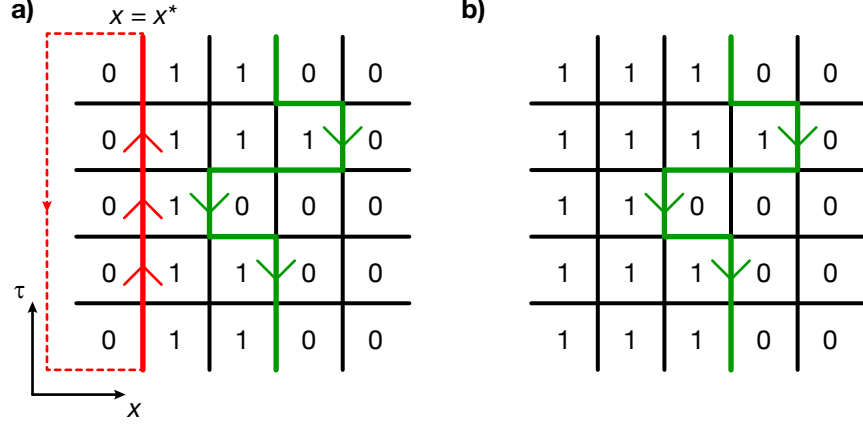 a)
x = x*
0 1 1 0 0
0 1 1 1 0
0 1 0 0 0
0 1 1 0 0
0 1 1 0 0
τ
x
b)
1 1 1 0 0
1 1 1 1 0
1 1 0 0 0
1 1 1 0 0
1 1 1 0 0